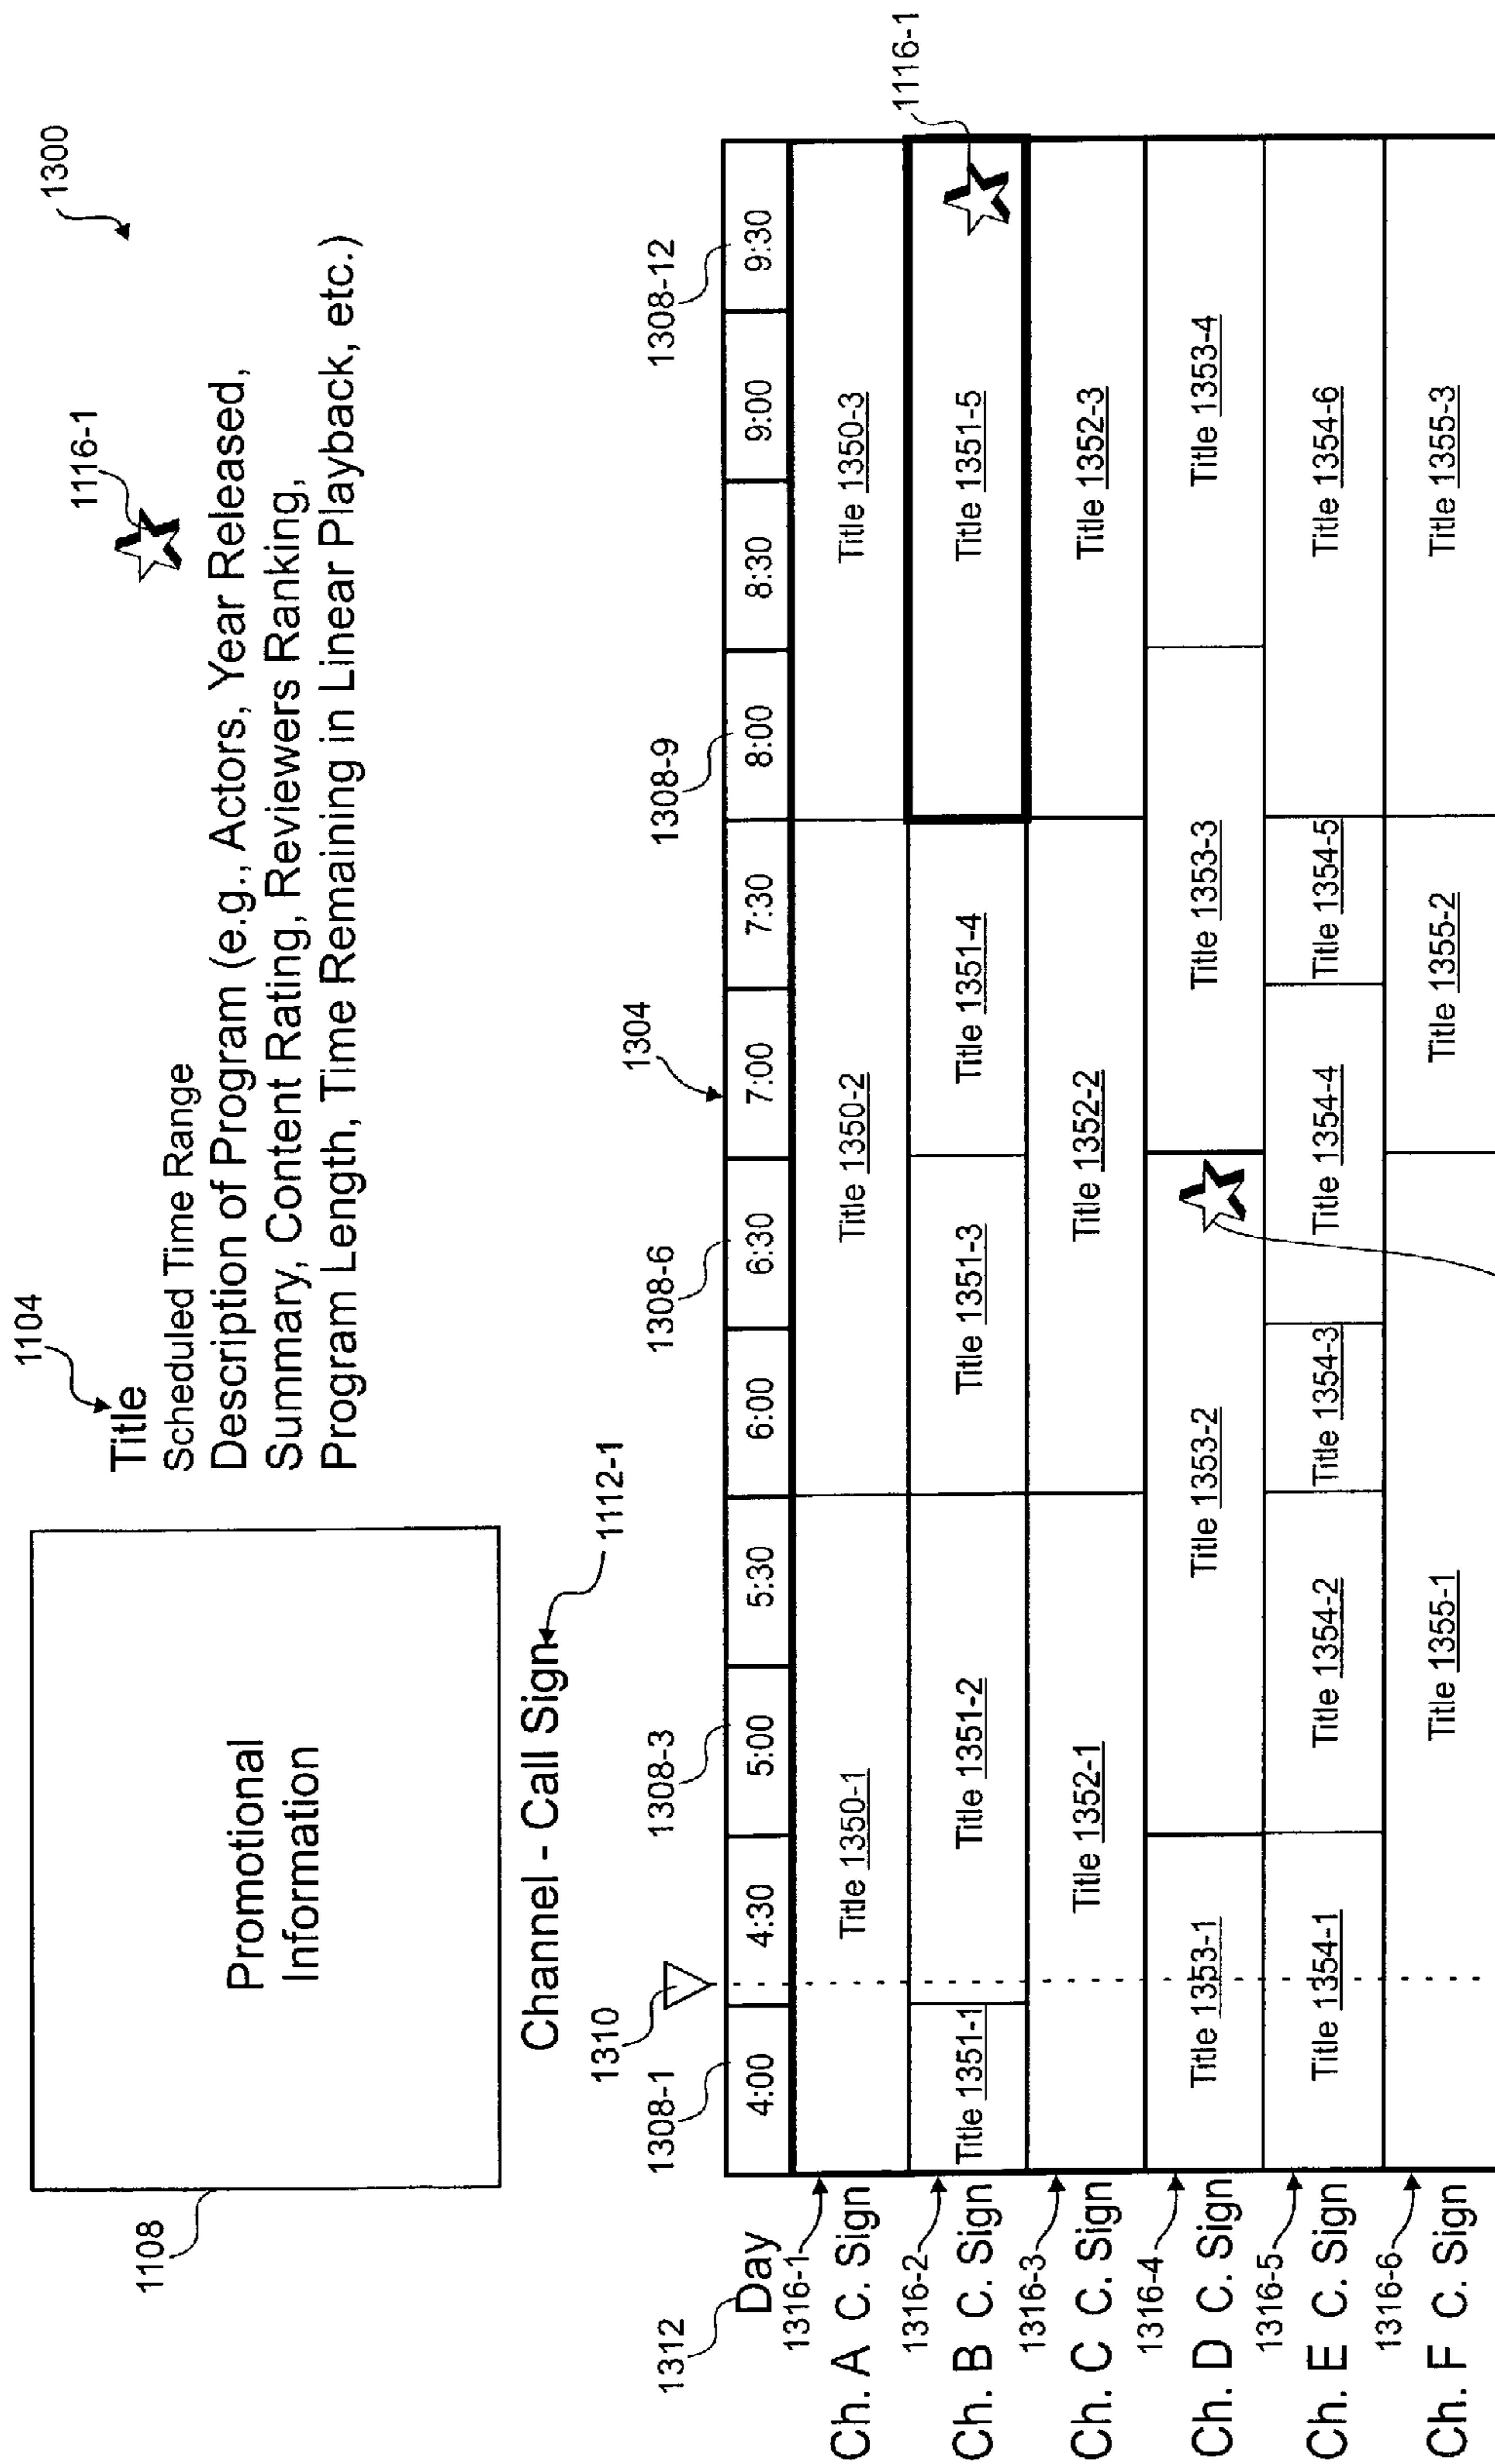 1300
1104
1108
Promotional
Information
Title
1116-1
Scheduled Time Range
Description of Program (e.g., Actors, Year Released,
Summary, Content Rating, Reviewers Ranking,
Program Length, Time Remaining in Linear Playback, etc.)
Channel - Call Sign
1112-1
1310
1304
1312
1308-1
1308-3
1308-6
1308-9
1308-12
Day
4:00 4:30 5:00 5:30 6:00 6:30 7:00 7:30 8:00 8:30 9:00 9:30
1316-1
Ch. A C. Sign
Title 1350-1
Title 1350-2
Title 1350-3
1116-1
1316-2
Ch. B C. Sign
Title 1351-1
Title 1351-2
Title 1351-3
Title 1351-4
Title 1351-5
1316-3
Ch. C C. Sign
Title 1352-1
Title 1352-2
Title 1352-3
1316-4
Ch. D C. Sign
Title 1353-1
Title 1353-2
Title 1353-3
Title 1353-4
1316-5
Ch. E C. Sign
Title 1354-1
Title 1354-2
Title 1354-3
Title 1354-4
Title 1354-5
Title 1354-6
1316-6
Ch. F C. Sign
Title 1355-1
Title 1355-2
Title 1355-3